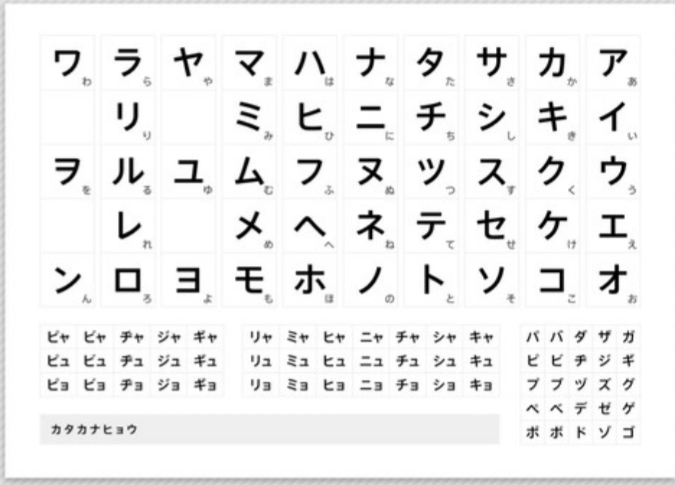 ワわ ラら ヤや マま ハは ナな タた サさ カか アあ
リり ミみ ヒひ ニに チち シし キき イい
ヲを ルる ユゆ ムむ フふ ヌぬ ツつ スす クく ウう
レれ メめ ヘへ ネね テて セせ ケけ エえ
ンん ロろ ヨよ モも ホほ ノの トと ソそ コこ オお
ピャ ビャ ヂャ ジャ ギャ リャ ミャ ヒャ ニャ チャ シャ キャ パ バ ダ ザ ガ
ピュ ビュ ヂュ ジュ ギュ リュ ミュ ヒュ ニュ チュ シュ キュ ピ ビ ヂ ジ ギ
ピョ ビョ ヂョ ジョ ギョ リョ ミョ ヒョ ニョ チョ ショ キョ プ ブ ヅ ズ グ
ペ ベ デ ゼ ゲ
ポ ボ ド ゾ ゴ
カタカナヒョウ